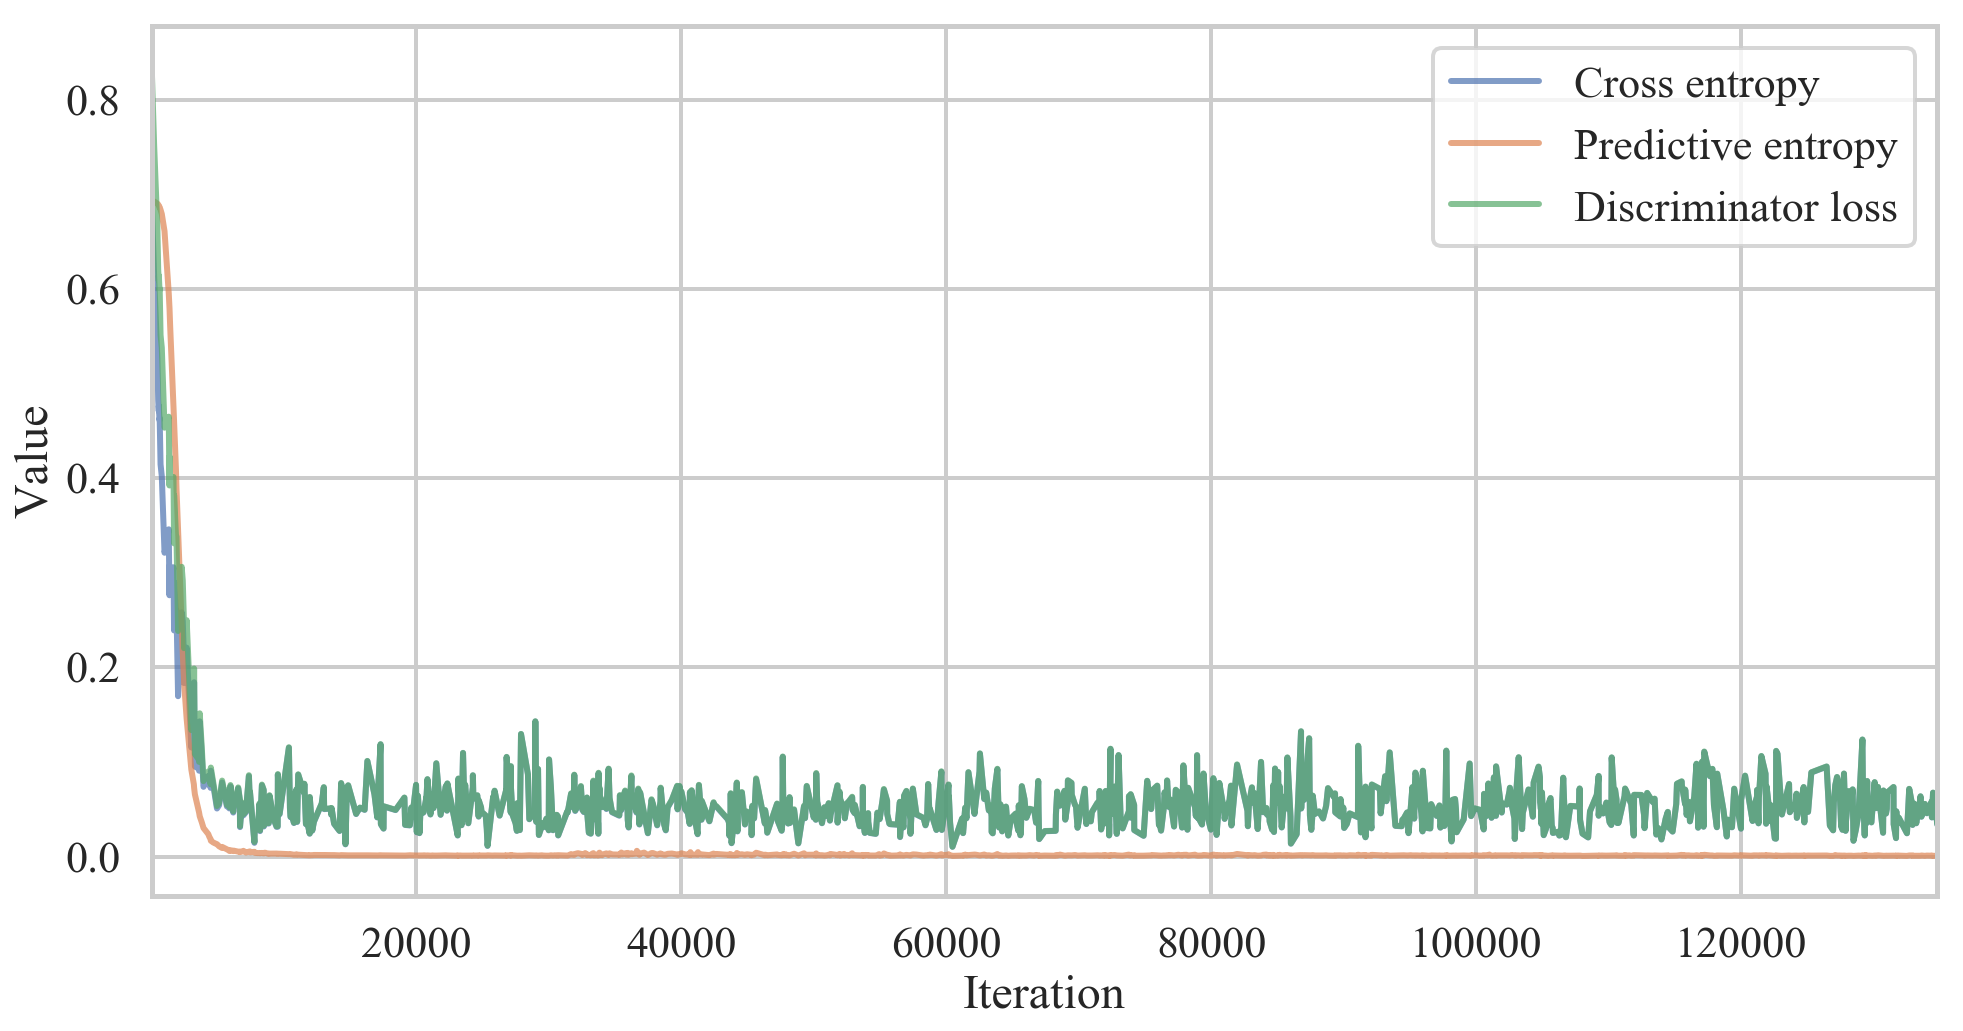 Cross entropy
Predictive entropy
Discriminator loss
0.8
0.6
0.4
0.2
0.0
Value
20000 40000 60000 80000 100000 120000
Iteration